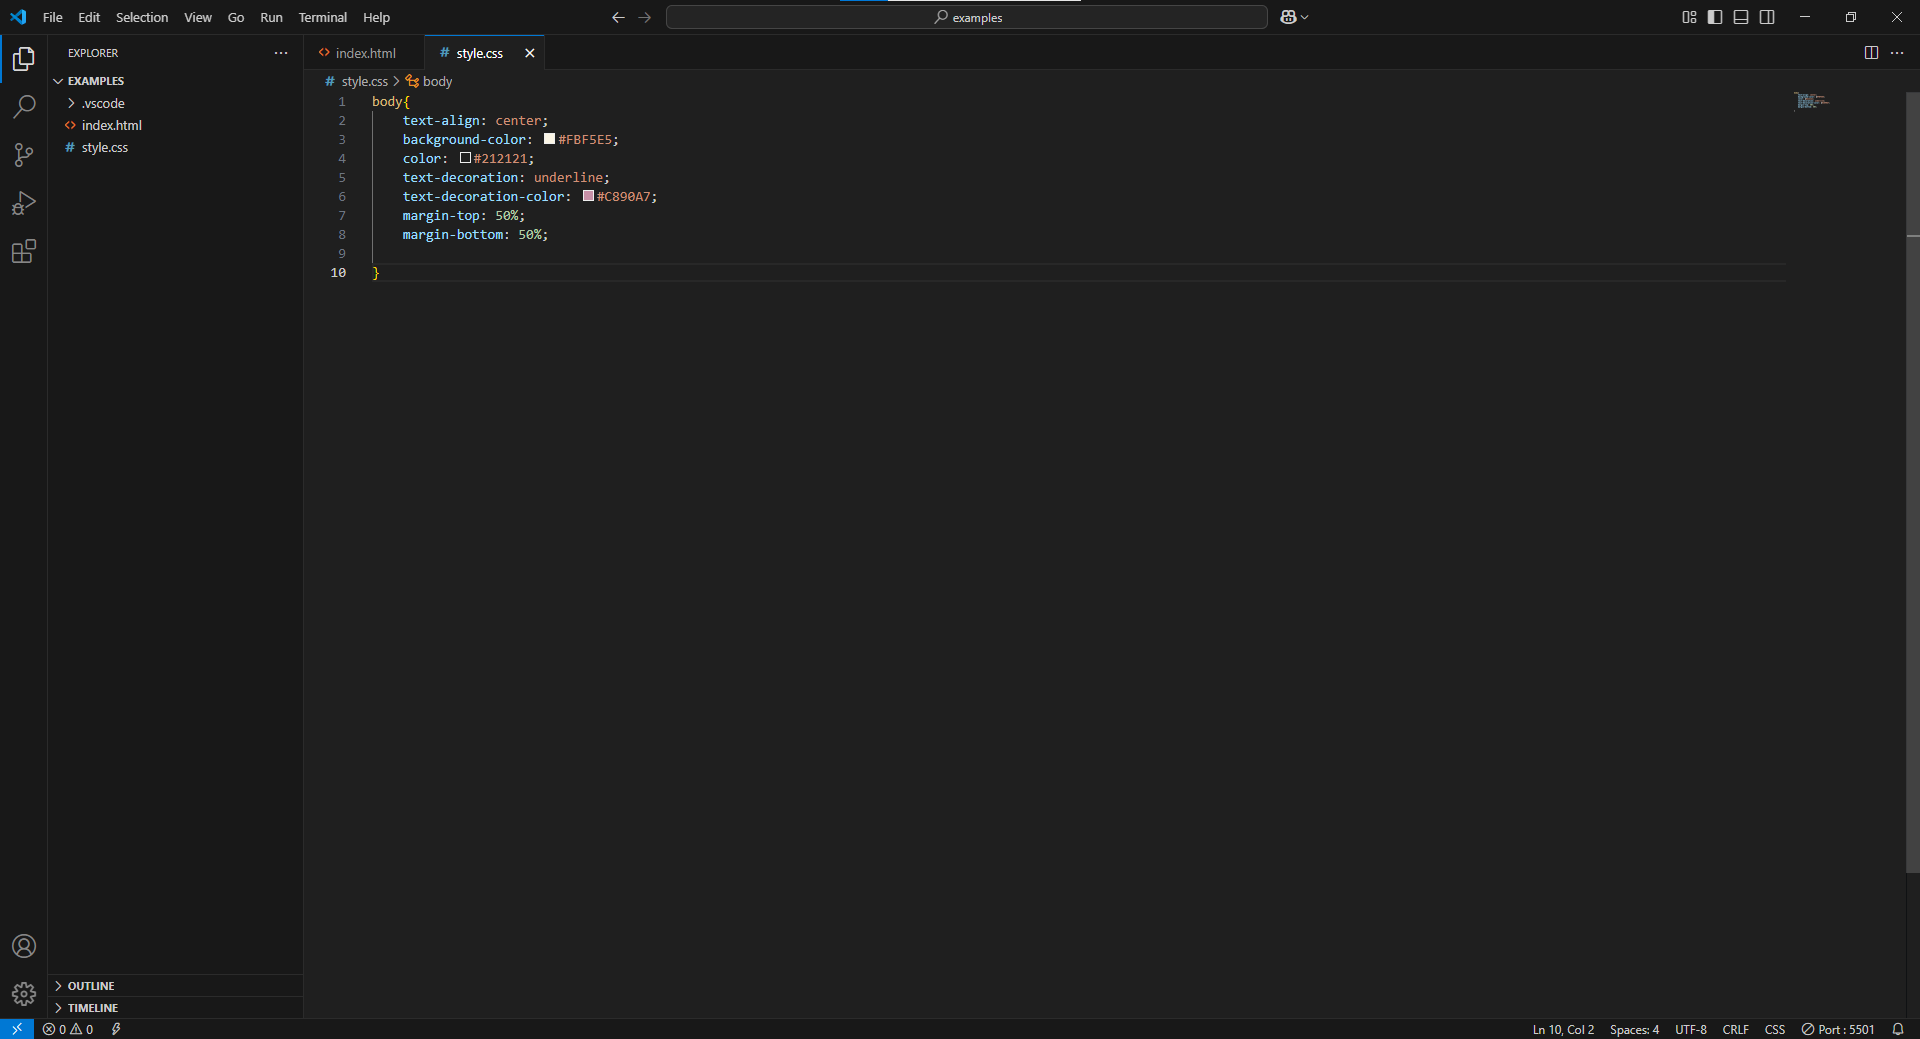 File Edit Selection View Go Run Terminal Help
examples
EXPLORER
EXAMPLES
.vscode
index.html
style.css
OUTLINE
TIMELINE
index.html
# style.css
# style.css > body
1 body{
2 text-align: center;
3 background-color: #FBF5E5;
4 color: #212121;
5 text-decoration: underline;
6 text-decoration-color: #C890A7;
7 margin-top: 50%;
8 margin-bottom: 50%;
9
10 }
0 0
Ln 10, Col 2 Spaces: 4 UTF-8 CRLF CSS Port : 5501